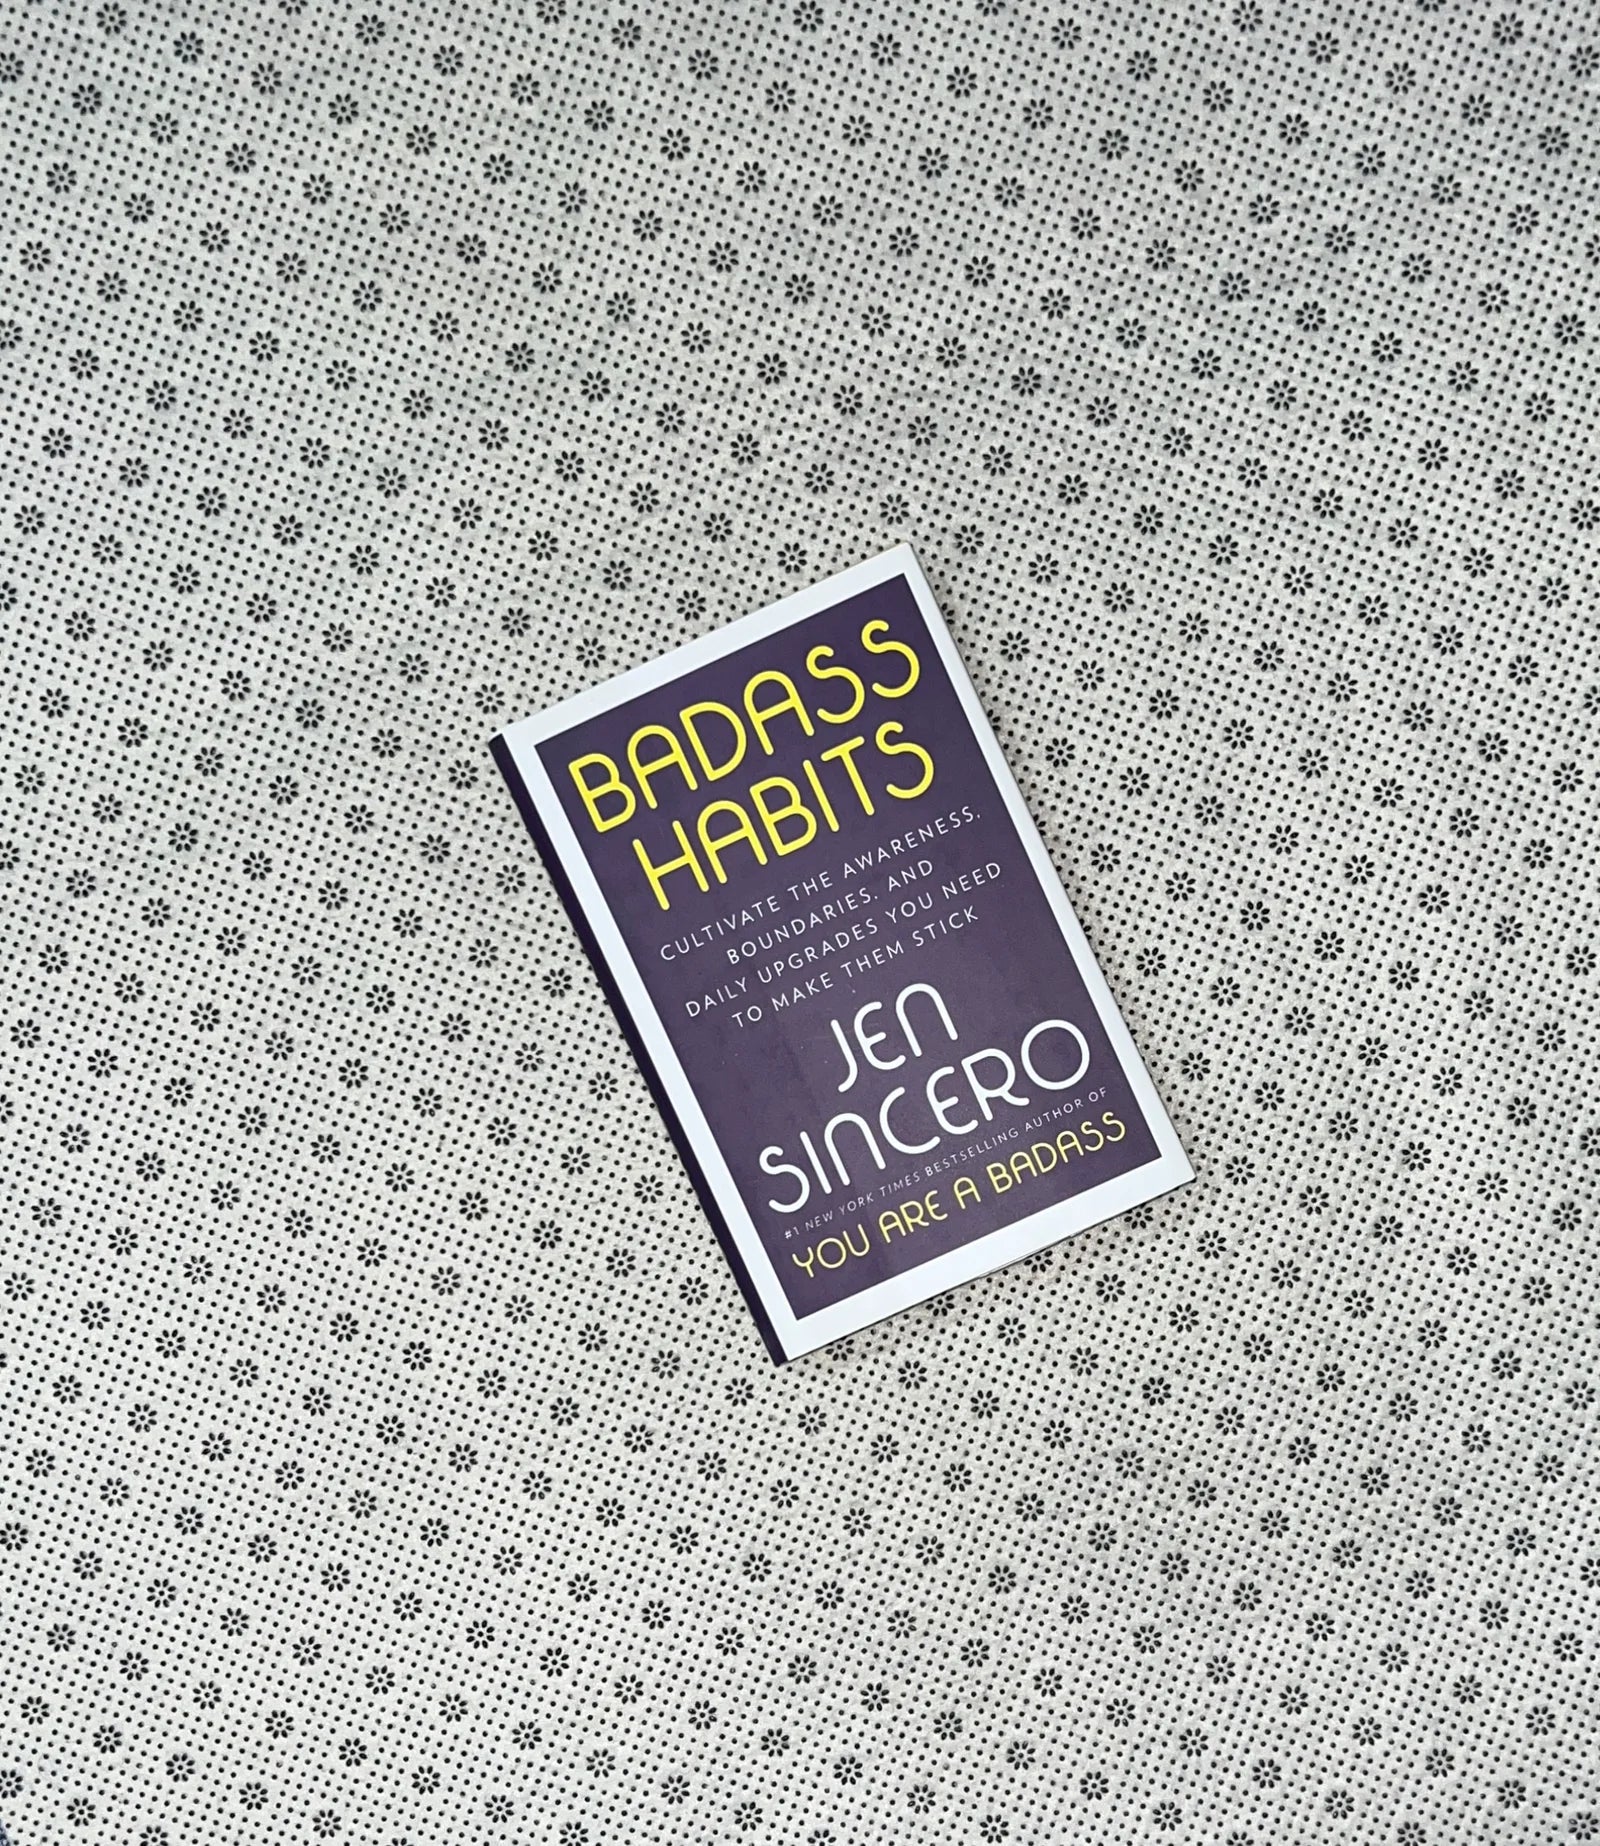 BADASS
HABITS
CULTIVATE THE AWARENESS,
BOUNDARIES, AND
DAILY UPGRADES YOU NEED
TO MAKE THEM STICK
JEN
SINCERO
#1 NEW YORK TIMES BESTSELLING AUTHOR OF
YOU ARE A BADASS